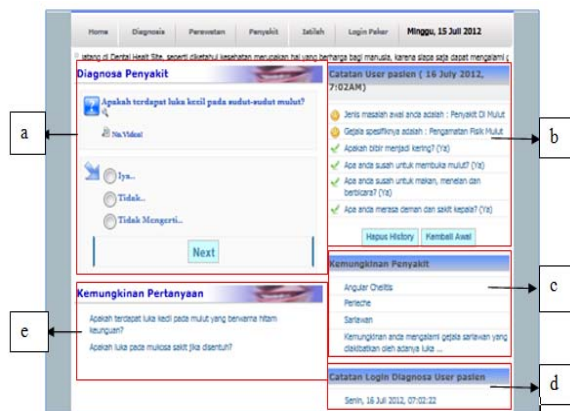 Home Diagnosis Perawatan Penyakit Istilah Login Pakar Minggu, 15 Juli 2012
jatang di Dental Healt Site, seperti diketahui kesehatan merupakan hal yang berharga bagi manusia, karena siapa saja dapat mengalami g
Diagnosa Penyakit
Apakah terdapat luka kecil pada sudut-sudut mulut?
No.Video!
Iya..
Tidak..
Tidak Mengerti..
Next
a
Catatan User pasien ( 16 July 2012,
7:02AM)
Jenis masalah awal anda adalah : Penyakit Di Mulut
Gejala spesifiknya adalah : Pengamatan Fisik Mulut
Apakah bibir menjadi kering? (Ya)
Apa anda susah untuk membuka mulut? (Ya)
Apa anda susah untuk makan, menelan dan
berbicara? (Ya)
Apa anda merasa demam dan sakit kepala? (Ya)
Hapus History Kembali Awal
b
Kemungkinan Penyakit
Angular Cheilitis
Perleche
Sariawan
Kemungkinan anda mengalami gejala sariawan yang
diakibatkan oleh adanya luka ...
c
Kemungkinan Pertanyaan
Apakah terdapat luka kecil pada mulut yang berwarna hitam
keunguan?
Apakah luka pada mukosa sakit jika disentuh?
e
Catatan Login Diagnosa User pasien
Senin, 16 Juli 2012, 07:02:22
d